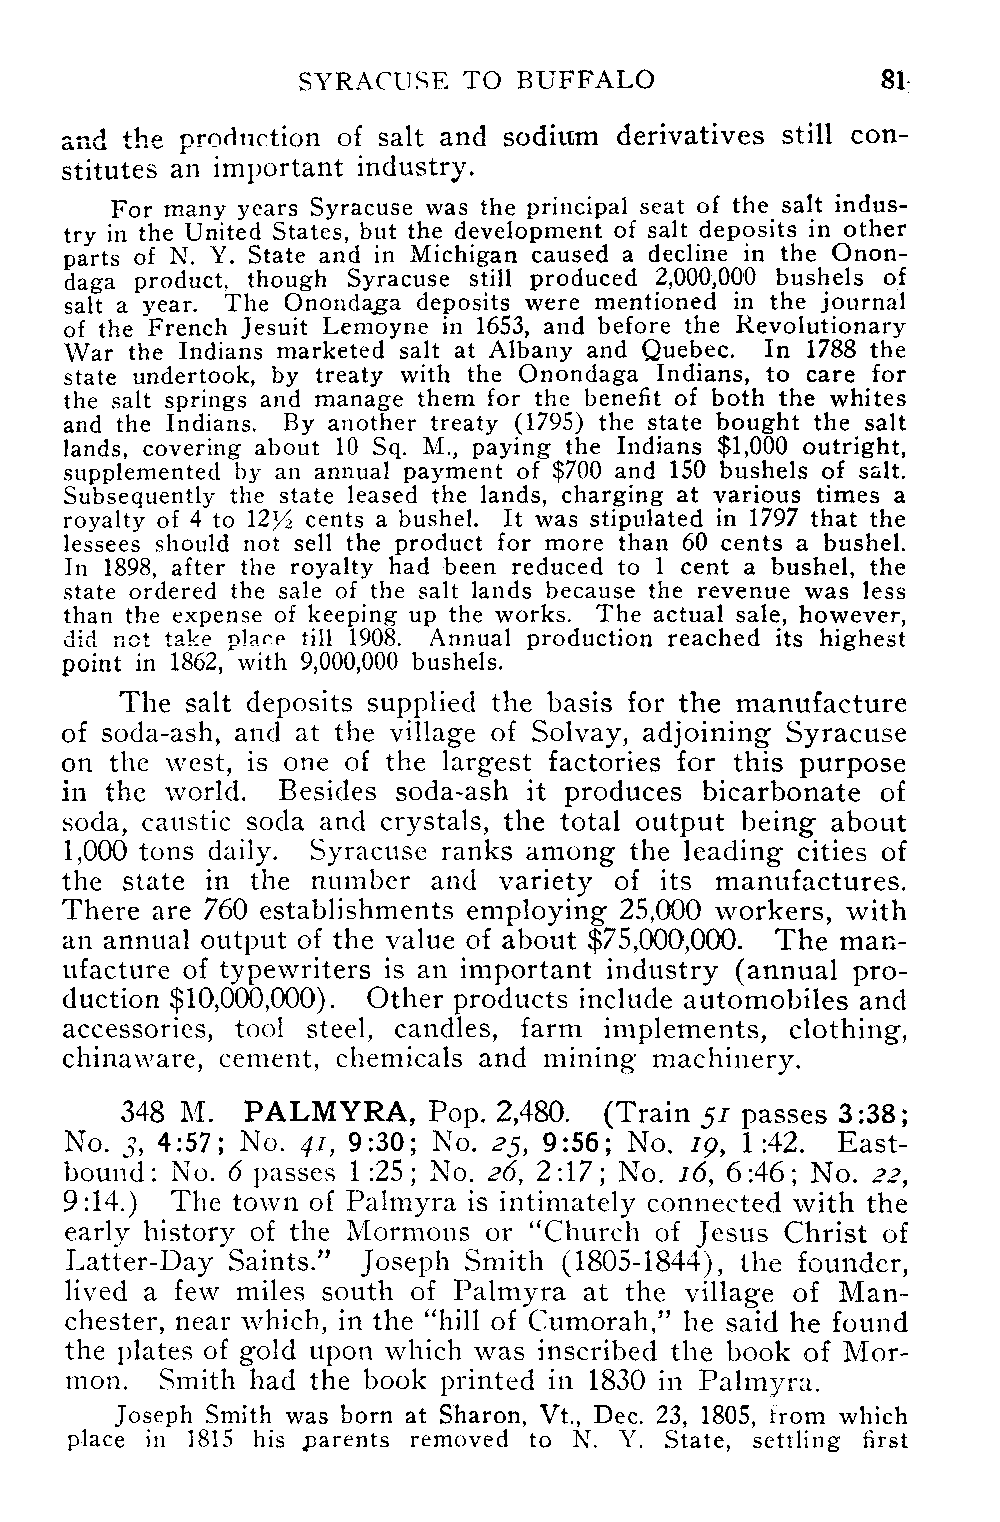 SYRACUSE TO BUFFALO 81
and the production of salt and sodium derivatives still con-
stitutes an important industry.
For many years Syracuse was the principal seat of the salt indus-
try in the United States, but the development of salt deposits in other
parts of N. Y. State and in Michigan caused a decline in the Onon-
daga product, though Syracuse still produced 2,000,000 bushels of
salt a year. The Onondaga deposits were mentioned in the journal
of the French Jesuit Lemoyne in 1653, and before the Revolutionary
War the Indians marketed salt at Albany and Quebec. In 1788 the
state undertook, by treaty with the Onondaga Indians, to care for
the salt springs and manage them for the benefit of both the whites
and the Indians. By another treaty (1795) the state bought the salt
lands, covering about 10 Sq. M., paying the Indians $1,000 outright,
supplemented by an annual payment of $700 and 150 bushels of salt.
Subsequently the state leased the lands, charging at various times a
royalty of 4 to 12½ cents a bushel. It was stipulated in 1797 that the
lessees should not sell the product for more than 60 cents a bushel.
In 1898, after the royalty had been reduced to 1 cent a bushel, the
state ordered the sale of the salt lands because the revenue was less
than the expense of keeping up the works. The actual sale, however,
did not take place till 1908. Annual production reached its highest
point in 1862, with 9,000,000 bushels.
The salt deposits supplied the basis for the manufacture
of soda-ash, and at the village of Solvay, adjoining Syracuse
on the west, is one of the largest factories for this purpose
in the world. Besides soda-ash it produces bicarbonate of
soda, caustic soda and crystals, the total output being about
1,000 tons daily. Syracuse ranks among the leading cities of
the state in the number and variety of its manufactures.
There are 760 establishments employing 25,000 workers, with
an annual output of the value of about $75,000,000. The man-
ufacture of typewriters is an important industry (annual pro-
duction $10,000,000). Other products include automobiles and
accessories, tool steel, candles, farm implements, clothing,
chinaware, cement, chemicals and mining machinery.
348 M. PALMYRA, Pop. 2,480. (Train 51 passes 3:38;
No. 3, 4:57; No. 41, 9:30; No. 25, 9:56; No. 19, 1:42. East-
bound: No. 6 passes 1:25; No. 26, 2:17; No. 16, 6:46; No. 22,
9:14.) The town of Palmyra is intimately connected with the
early history of the Mormons or "Church of Jesus Christ of
Latter-Day Saints." Joseph Smith (1805-1844), the founder,
lived a few miles south of Palmyra at the village of Man-
chester, near which, in the "hill of Cumorah," he said he found
the plates of gold upon which was inscribed the book of Mor-
mon. Smith had the book printed in 1830 in Palmyra.
Joseph Smith was born at Sharon, Vt., Dec. 23, 1805, from which
place in 1815 his parents removed to N. Y. State, settling first